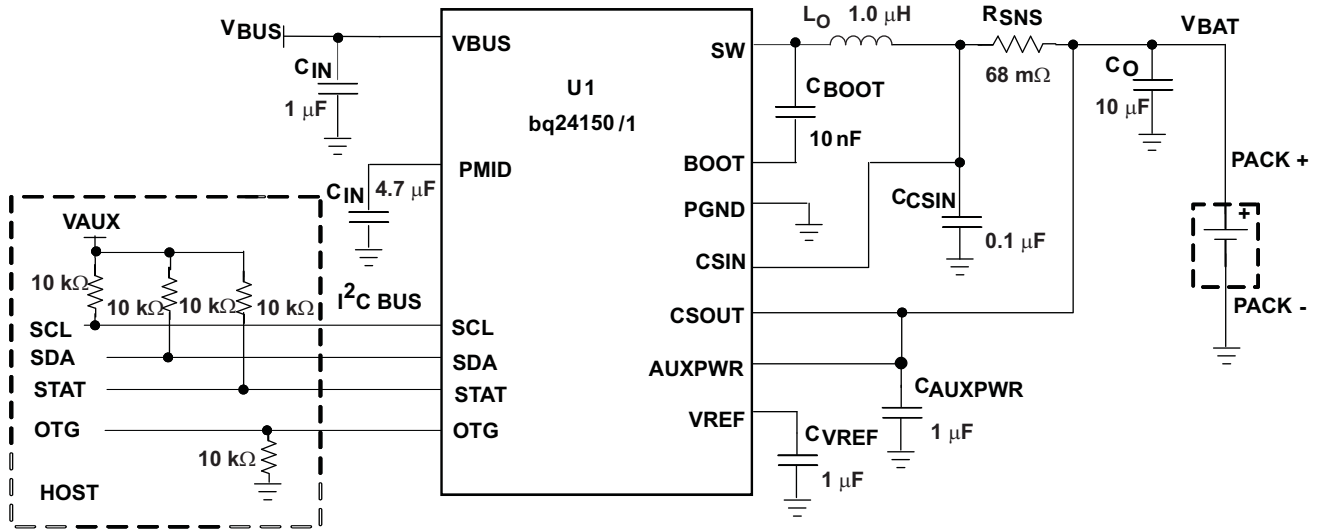 VBUS
CIN
1 μF
VBUS
U1
bq24150/1
SW
LO 1.0 μH
RSNS
68 mΩ
VBAT
CO
10 μF
CBOOT
10 nF
BOOT
PMID
CIN 4.7 μF
PGND
CCSIN
0.1 μF
CSIN
PACK +
+
PACK -
VAUX
10 kΩ
10 kΩ
10 kΩ
I2C BUS
SCL
SCL
SDA
SDA
STAT
STAT
OTG
OTG
10 kΩ
HOST
CSOUT
AUXPWR
CAUXPWR
1 μF
VREF
CVREF
1 μF